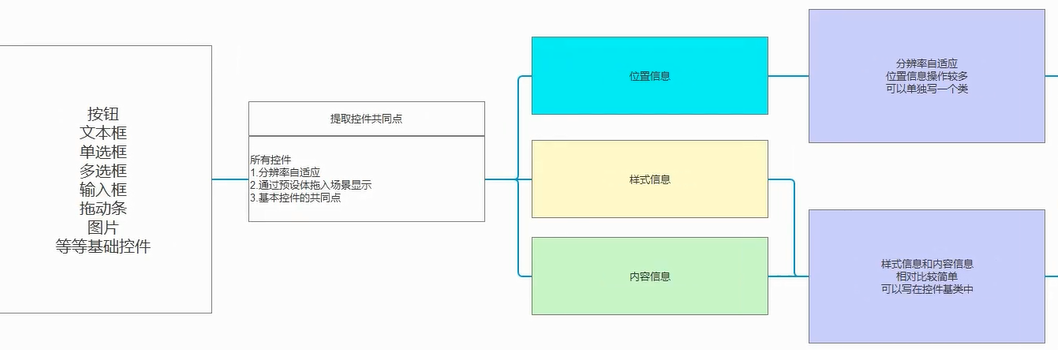 按钮
文本框
单选框
多选框
输入框
拖动条
图片
等等基础控件
提取控件共同点
所有控件
1.分辨率自适应
2.通过预设体拖入场景显示
3.基本控件的共同点
位置信息
样式信息
内容信息
分辨率自适应
位置信息操作较多
可以单独写一个类
样式信息和内容信息
相对比较简单
可以写在控件基类中